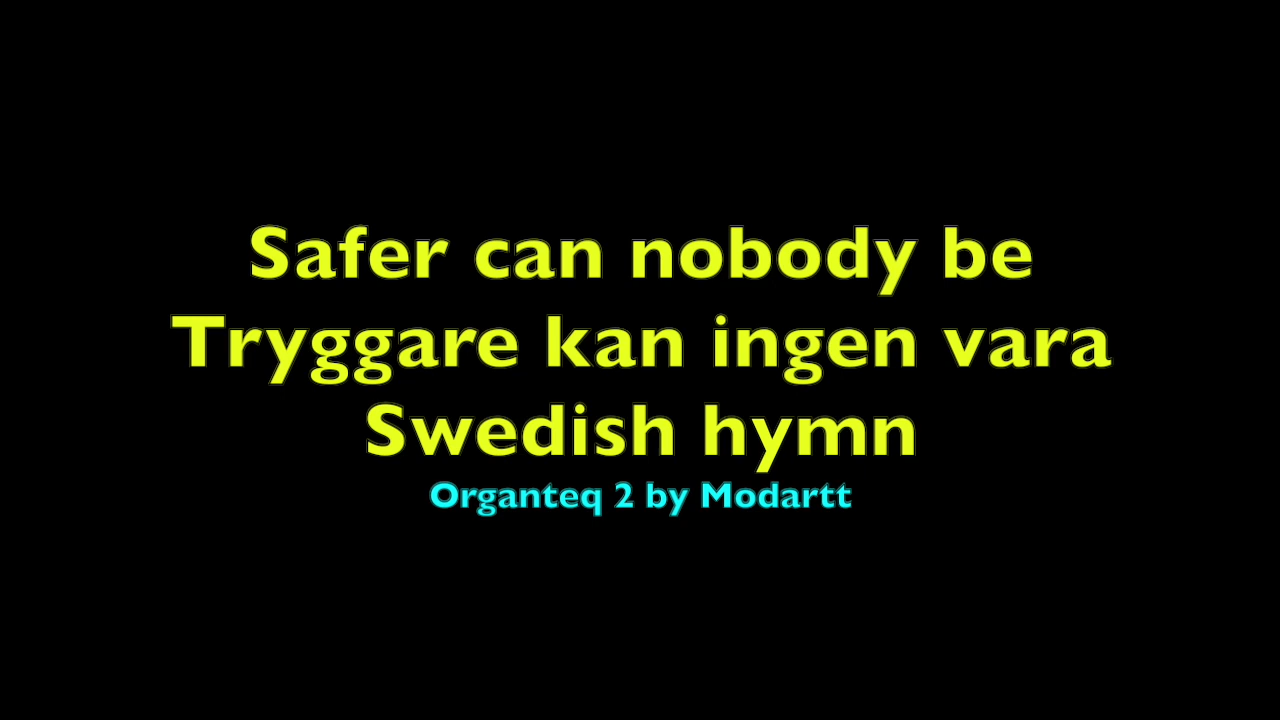 Safer can nobody be
Tryggare kan ingen vara
Swedish hymn
Organteq 2 by Modartt